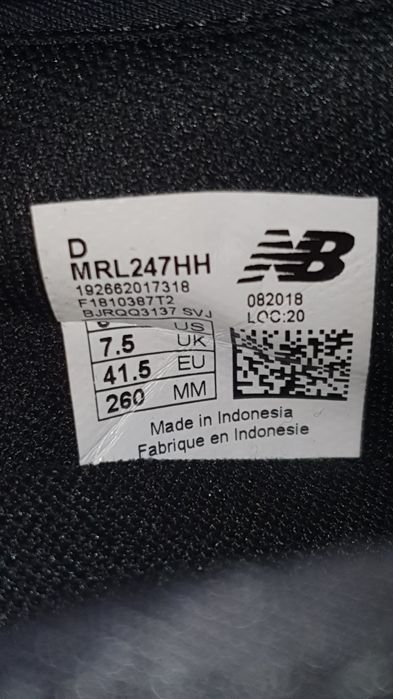 D
MRL247HH
NB
192662017318
F1810387T2
082018
BJRQQ3137 SVJ
LOC:20
US
7.5 UK
41.5 EU
260 MM
Made in Indonesia
Fabrique en Indonesie